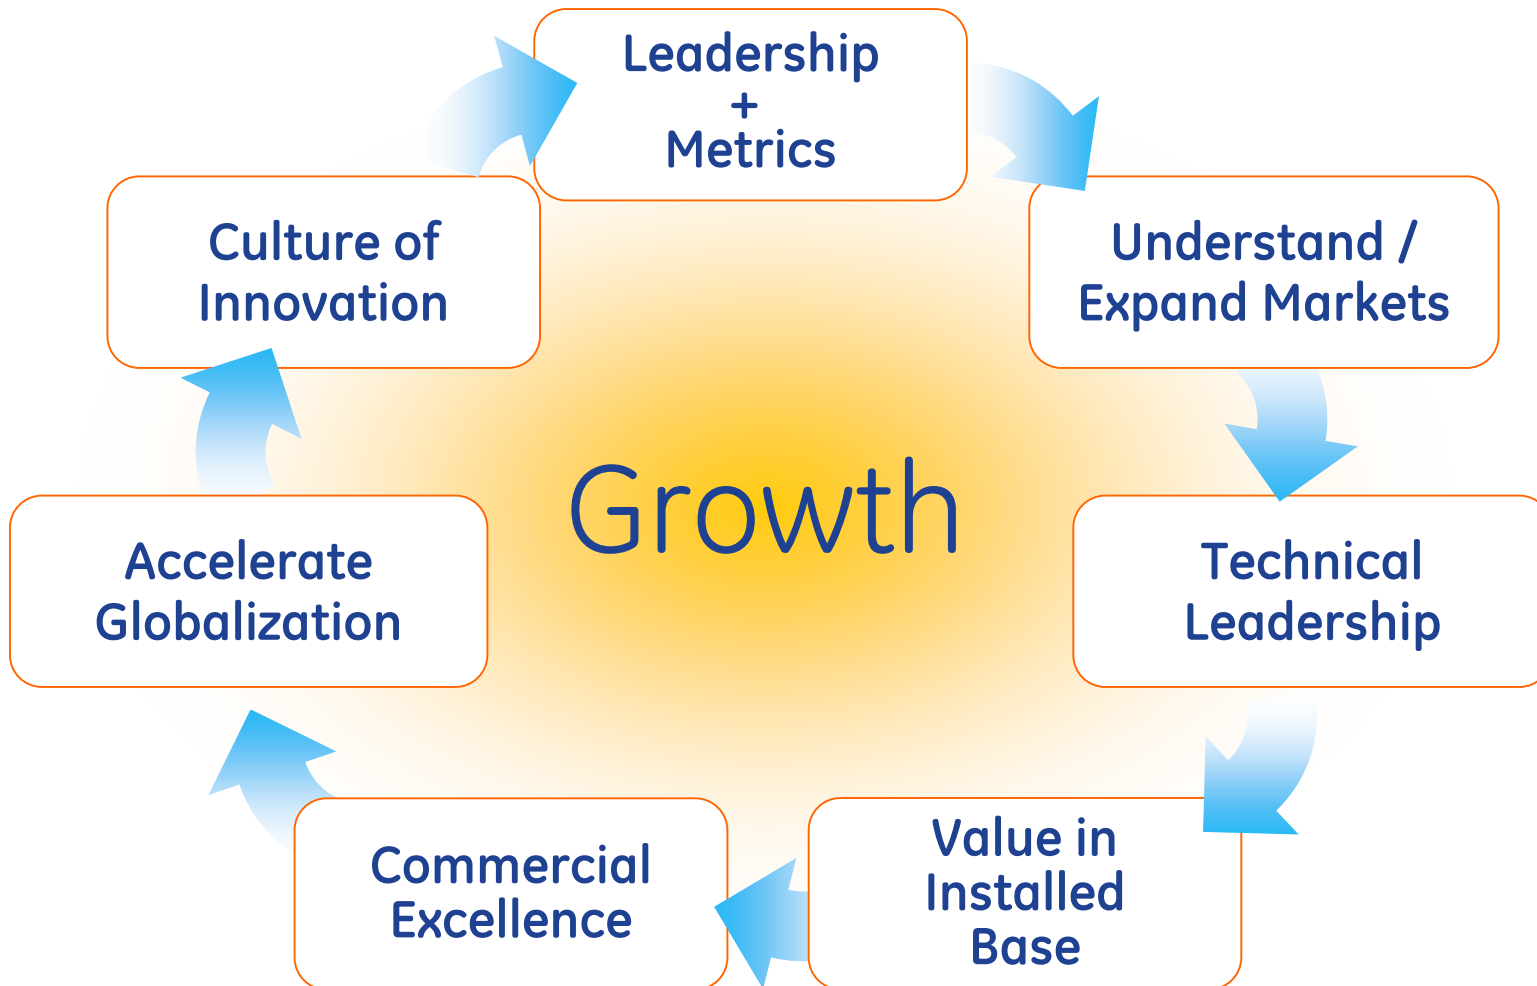 Leadership
+
Metrics
Understand /
Expand Markets
Technical
Leadership
Value in
Installed
Base
Commercial
Excellence
Accelerate
Globalization
Culture of
Innovation
Growth